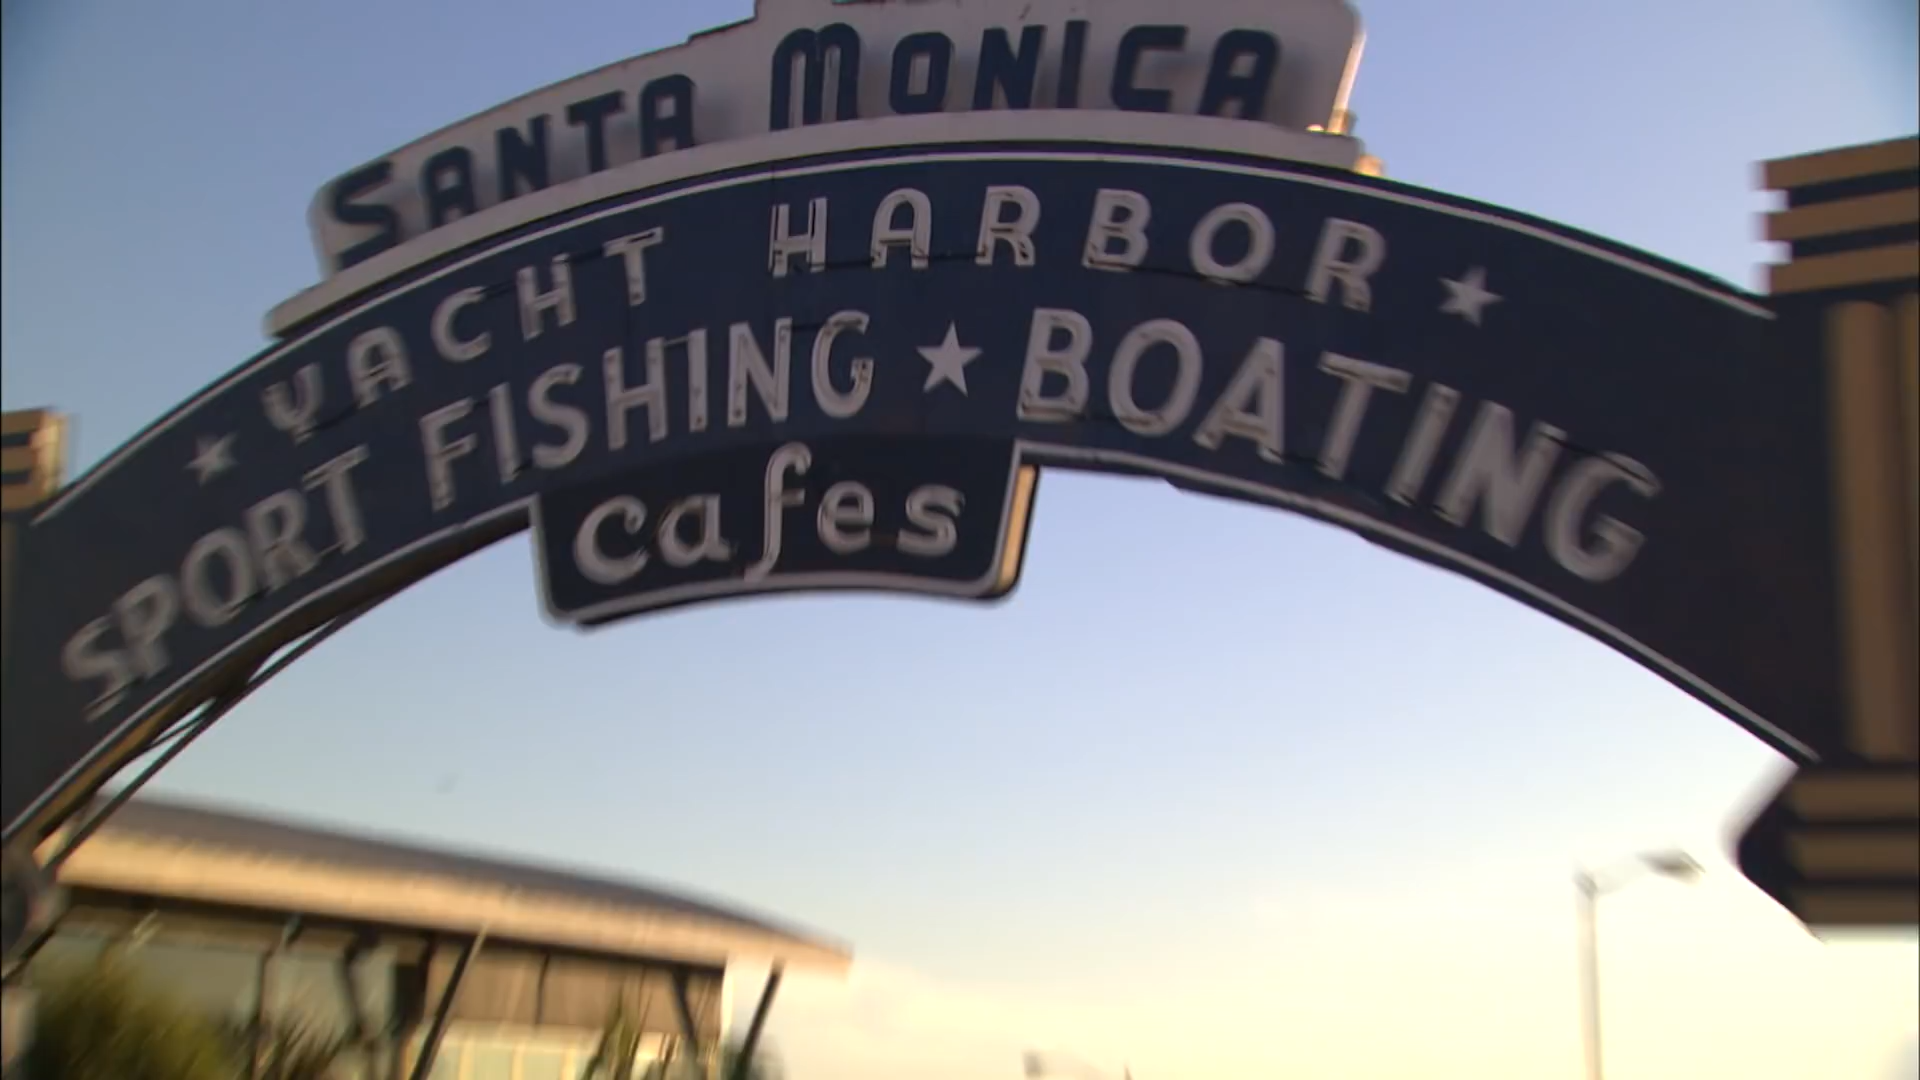 SANTA MONICA
★ YACHT HARBOR ★
SPORT FISHING ★ BOATING
cafes